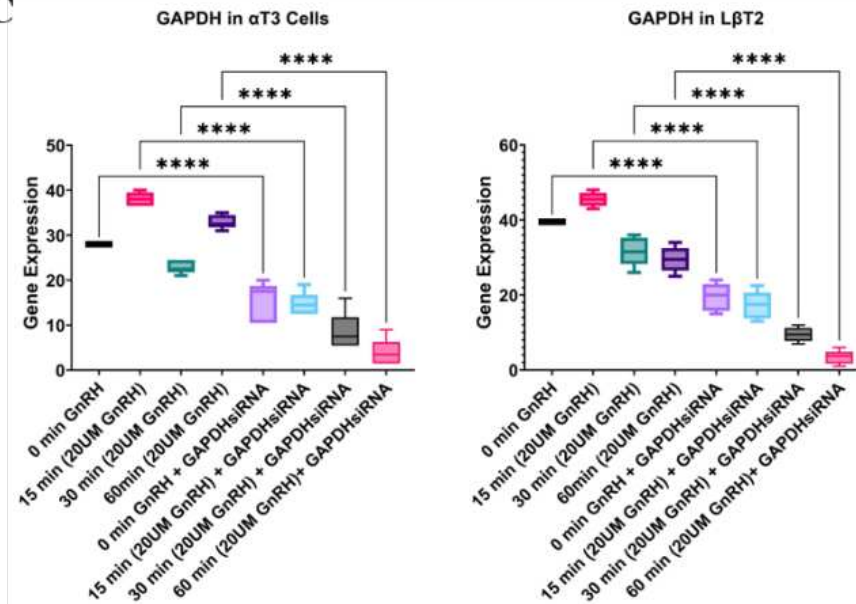 C
GAPDH in αT3 Cells
****
****
****
****
50
40
30
20
10
0
Gene Expression
0 min GnRH
15 min (20UM GnRH)
30 min (20UM GnRH)
60min (20UM GnRH)
0 min GnRH + GAPDHsiRNA
15 min (20UM GnRH) + GAPDHsiRNA
30 min (20UM GnRH) + GAPDHsiRNA
60 min (20UM GnRH)+ GAPDHsiRNA
GAPDH in LβT2
****
****
****
****
60
40
20
0
Gene Expression
0 min GnRH
15 min (20UM GnRH)
30 min (20UM GnRH)
60min (20UM GnRH)
0 min GnRH + GAPDHsiRNA
15 min (20UM GnRH) + GAPDHsiRNA
30 min (20UM GnRH) + GAPDHsiRNA
60 min (20UM GnRH)+ GAPDHsiRNA